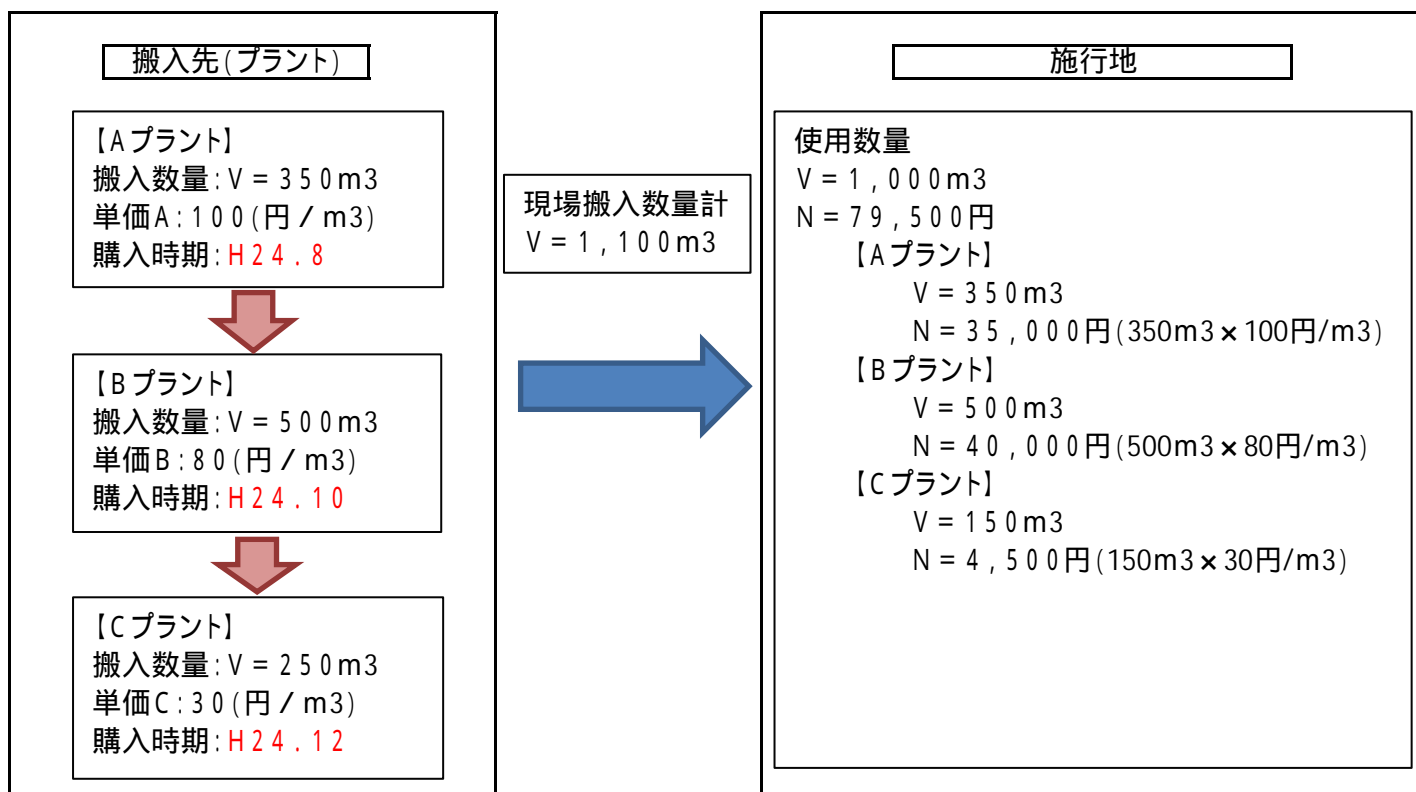 搬入先(プラント)
【Aプラント】
搬入数量:V=350m3
単価A:100(円/m3)
購入時期:H24.8
【Bプラント】
搬入数量:V=500m3
単価B:80(円/m3)
購入時期:H24.10
【Cプラント】
搬入数量:V=250m3
単価C:30(円/m3)
購入時期:H24.12
現場搬入数量計
V=1,100m3
施行地
使用数量
V=1,000m3
N=79,500円
【Aプラント】
V=350m3
N=35,000円(350m3×100円/m3)
【Bプラント】
V=500m3
N=40,000円(500m3×80円/m3)
【Cプラント】
V=150m3
N=4,500円(150m3×30円/m3)